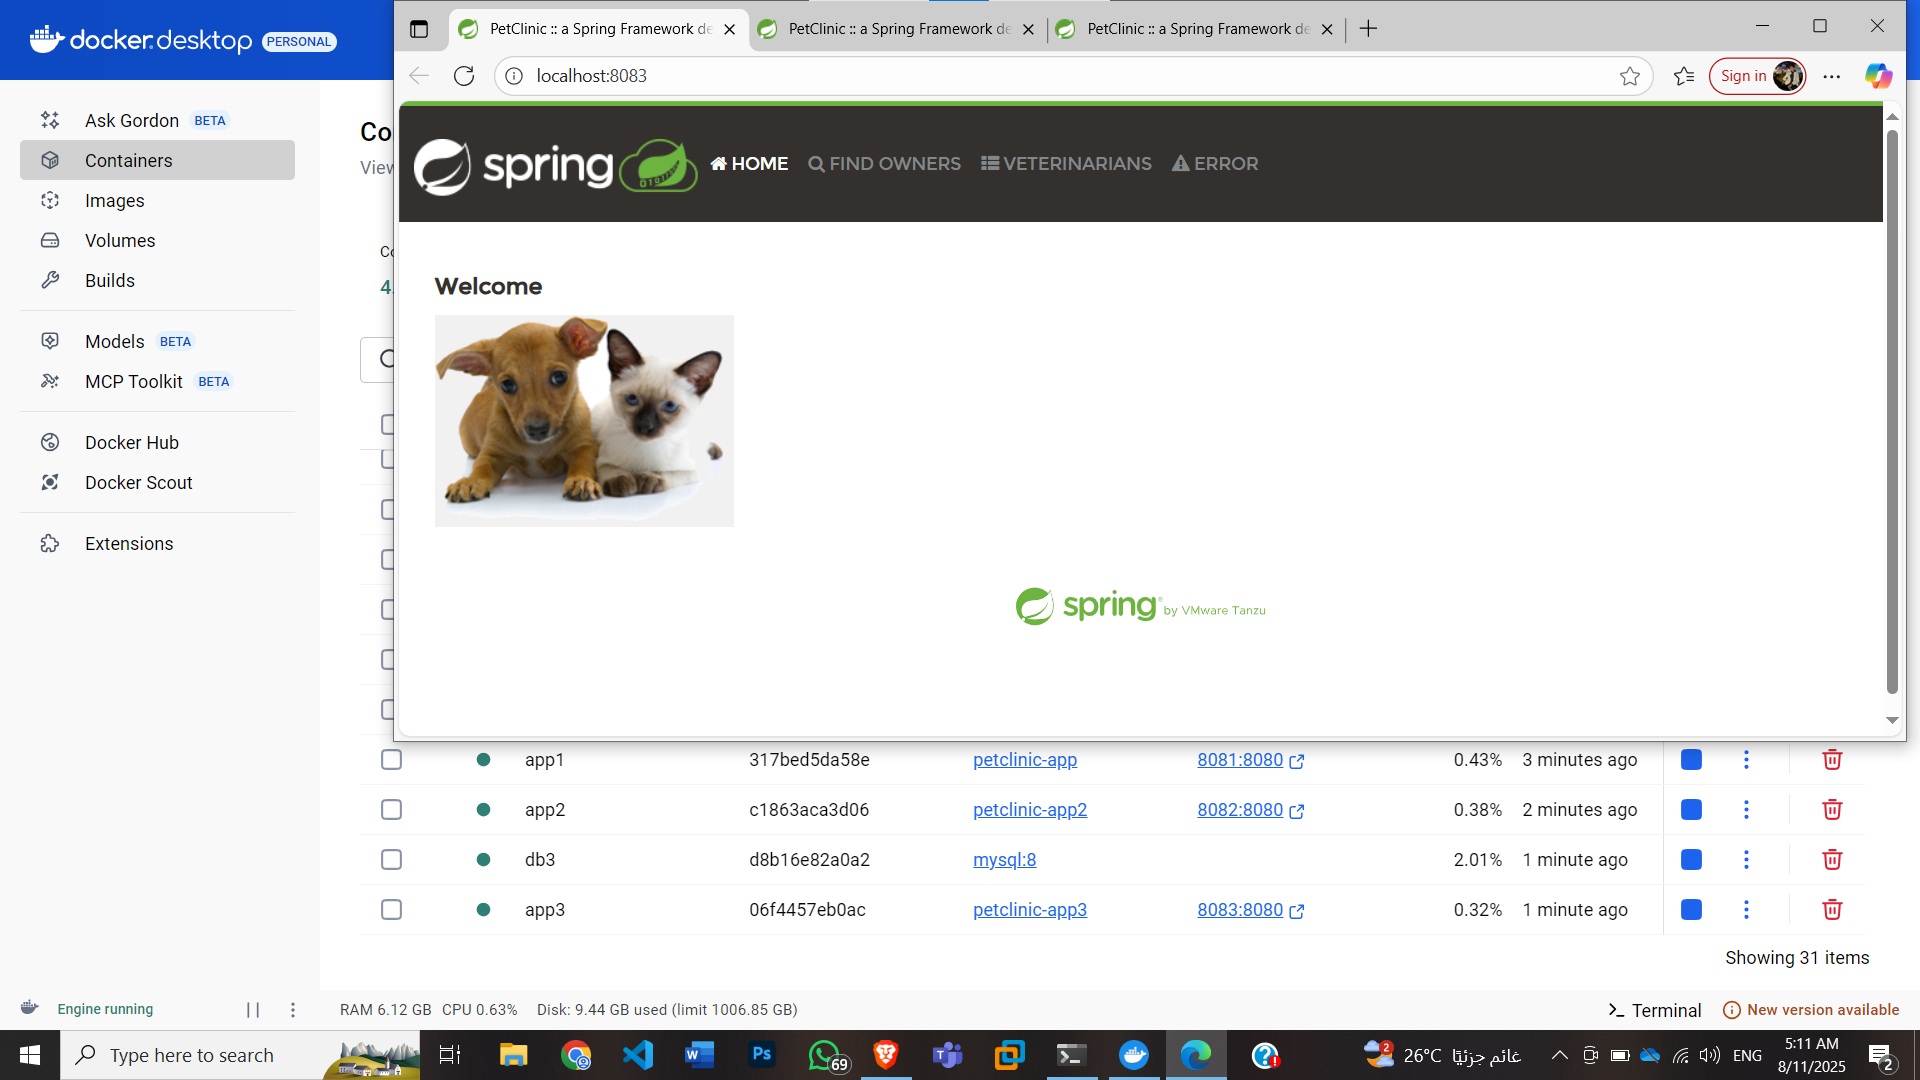 docker.desktop PERSONAL
PetClinic :: a Spring Framework de
PetClinic :: a Spring Framework de
PetClinic :: a Spring Framework de
localhost:8083
Sign in
Ask Gordon BETA
Containers
Images
Volumes
Builds
Models BETA
MCP Toolkit BETA
Docker Hub
Docker Scout
Extensions
Co
View
Co
4.
spring
HOME
FIND OWNERS
VETERINARIANS
ERROR
Welcome
spring by VMware Tanzu
app1 317bed5da58e petclinic-app 8081:8080 0.43% 3 minutes ago
app2 c1863aca3d06 petclinic-app2 8082:8080 0.38% 2 minutes ago
db3 d8b16e82a0a2 mysql:8 2.01% 1 minute ago
app3 06f4457eb0ac petclinic-app3 8083:8080 0.32% 1 minute ago
Showing 31 items
Engine running
RAM 6.12 GB CPU 0.63% Disk: 9.44 GB used (limit 1006.85 GB)
Terminal
New version available
Type here to search
69
2
26°C غائم جزئيًا
ENG
5:11 AM
8/11/2025
2